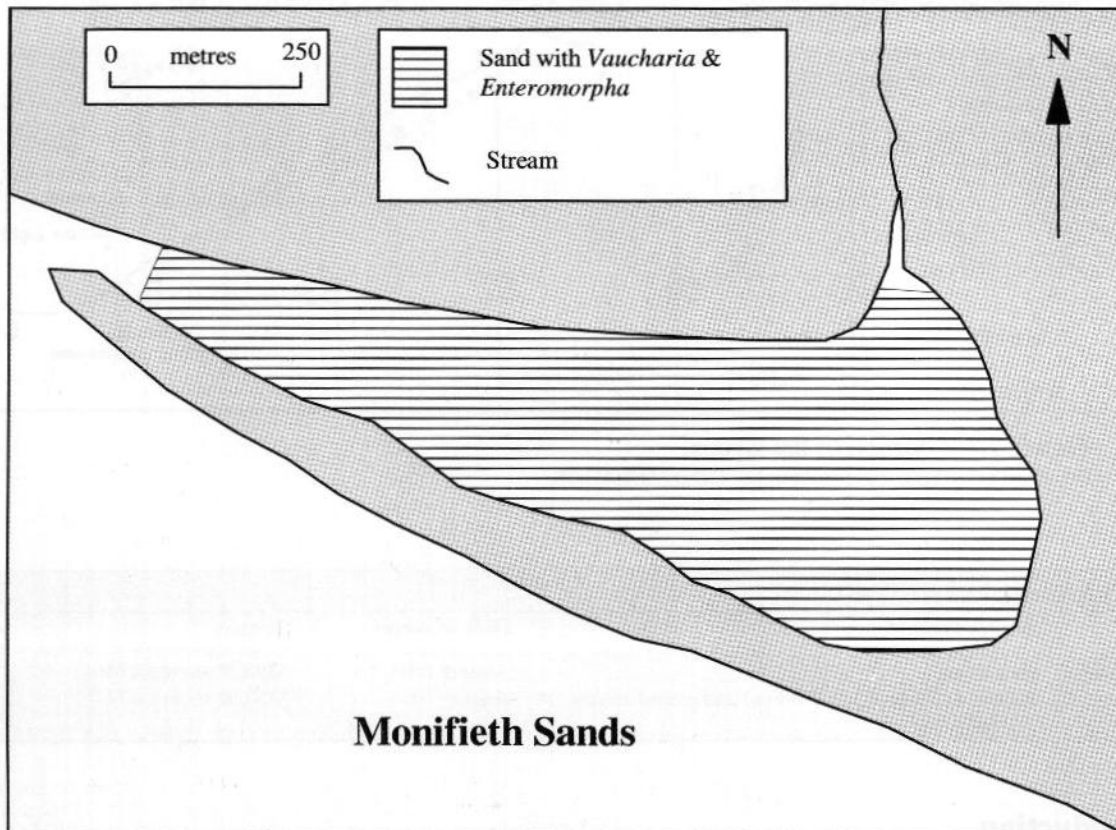 0 metres 250
Sand with Vaucharia &
Enteromorpha
Stream
N
Monifieth Sands